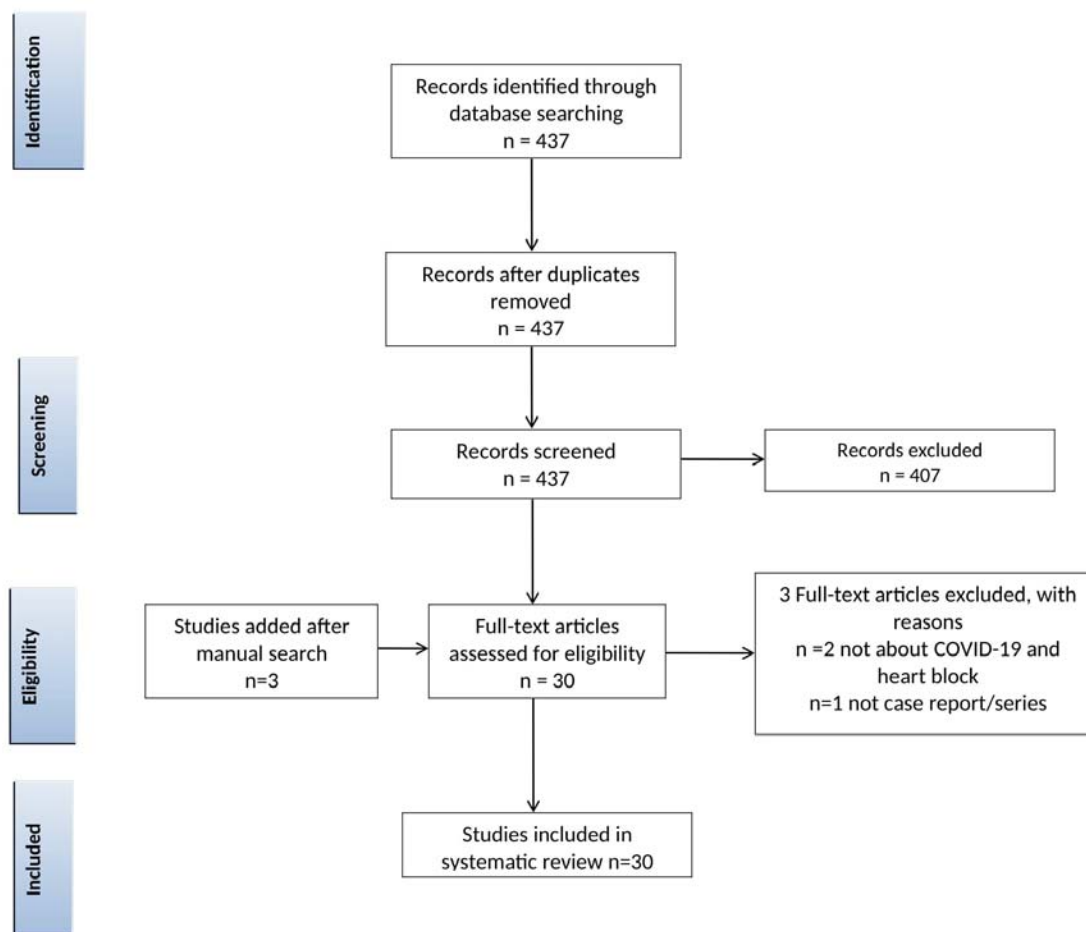 Identification
Records identified through
database searching
n = 437
Records after duplicates
removed
n = 437
Screening
Records screened
n = 437
Records excluded
n = 407
Eligibility
Studies added after
manual search
n=3
Full-text articles
assessed for eligibility
n = 30
3 Full-text articles excluded, with
reasons
n =2 not about COVID-19 and
heart block
n=1 not case report/series
Included
Studies included in
systematic review n=30